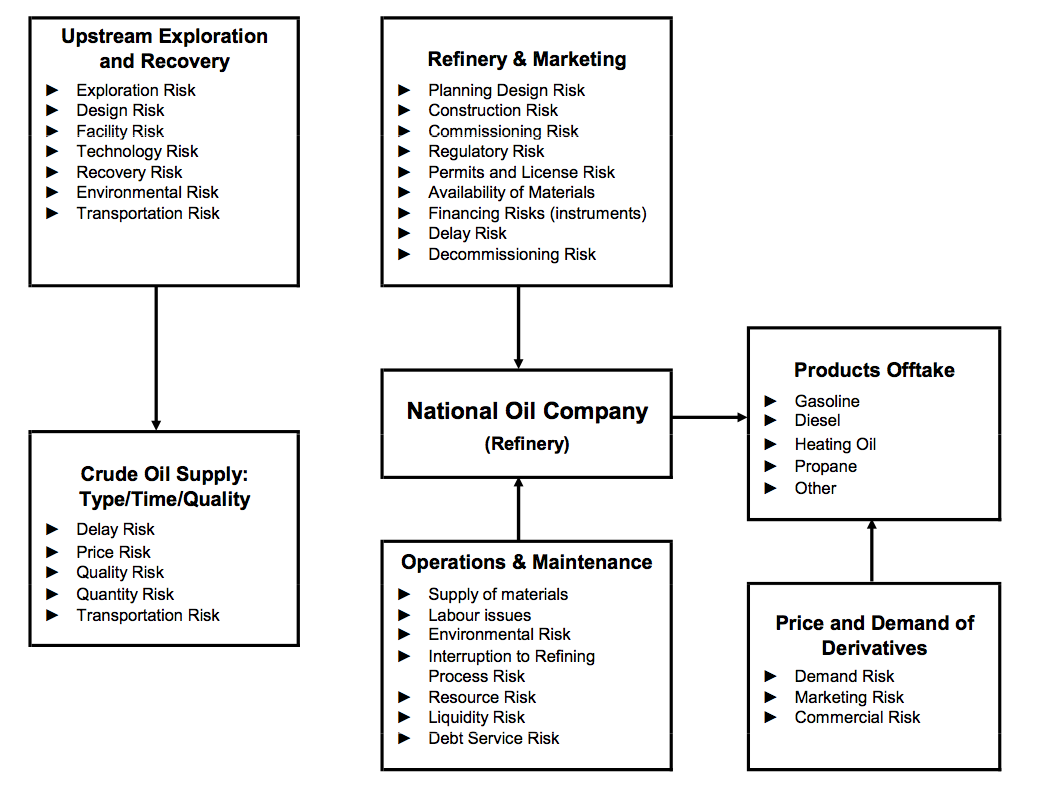 Upstream Exploration
and Recovery
► Exploration Risk
► Design Risk
► Facility Risk
► Technology Risk
► Recovery Risk
► Environmental Risk
► Transportation Risk
Refinery & Marketing
► Planning Design Risk
► Construction Risk
► Commissioning Risk
► Regulatory Risk
► Permits and License Risk
► Availability of Materials
► Financing Risks (instruments)
► Delay Risk
► Decommissioning Risk
Crude Oil Supply:
Type/Time/Quality
► Delay Risk
► Price Risk
► Quality Risk
► Quantity Risk
► Transportation Risk
National Oil Company
(Refinery)
Operations & Maintenance
► Supply of materials
► Labour issues
► Environmental Risk
► Interruption to Refining
Process Risk
► Resource Risk
► Liquidity Risk
► Debt Service Risk
Products Offtake
► Gasoline
► Diesel
► Heating Oil
► Propane
► Other
Price and Demand of
Derivatives
► Demand Risk
► Marketing Risk
► Commercial Risk